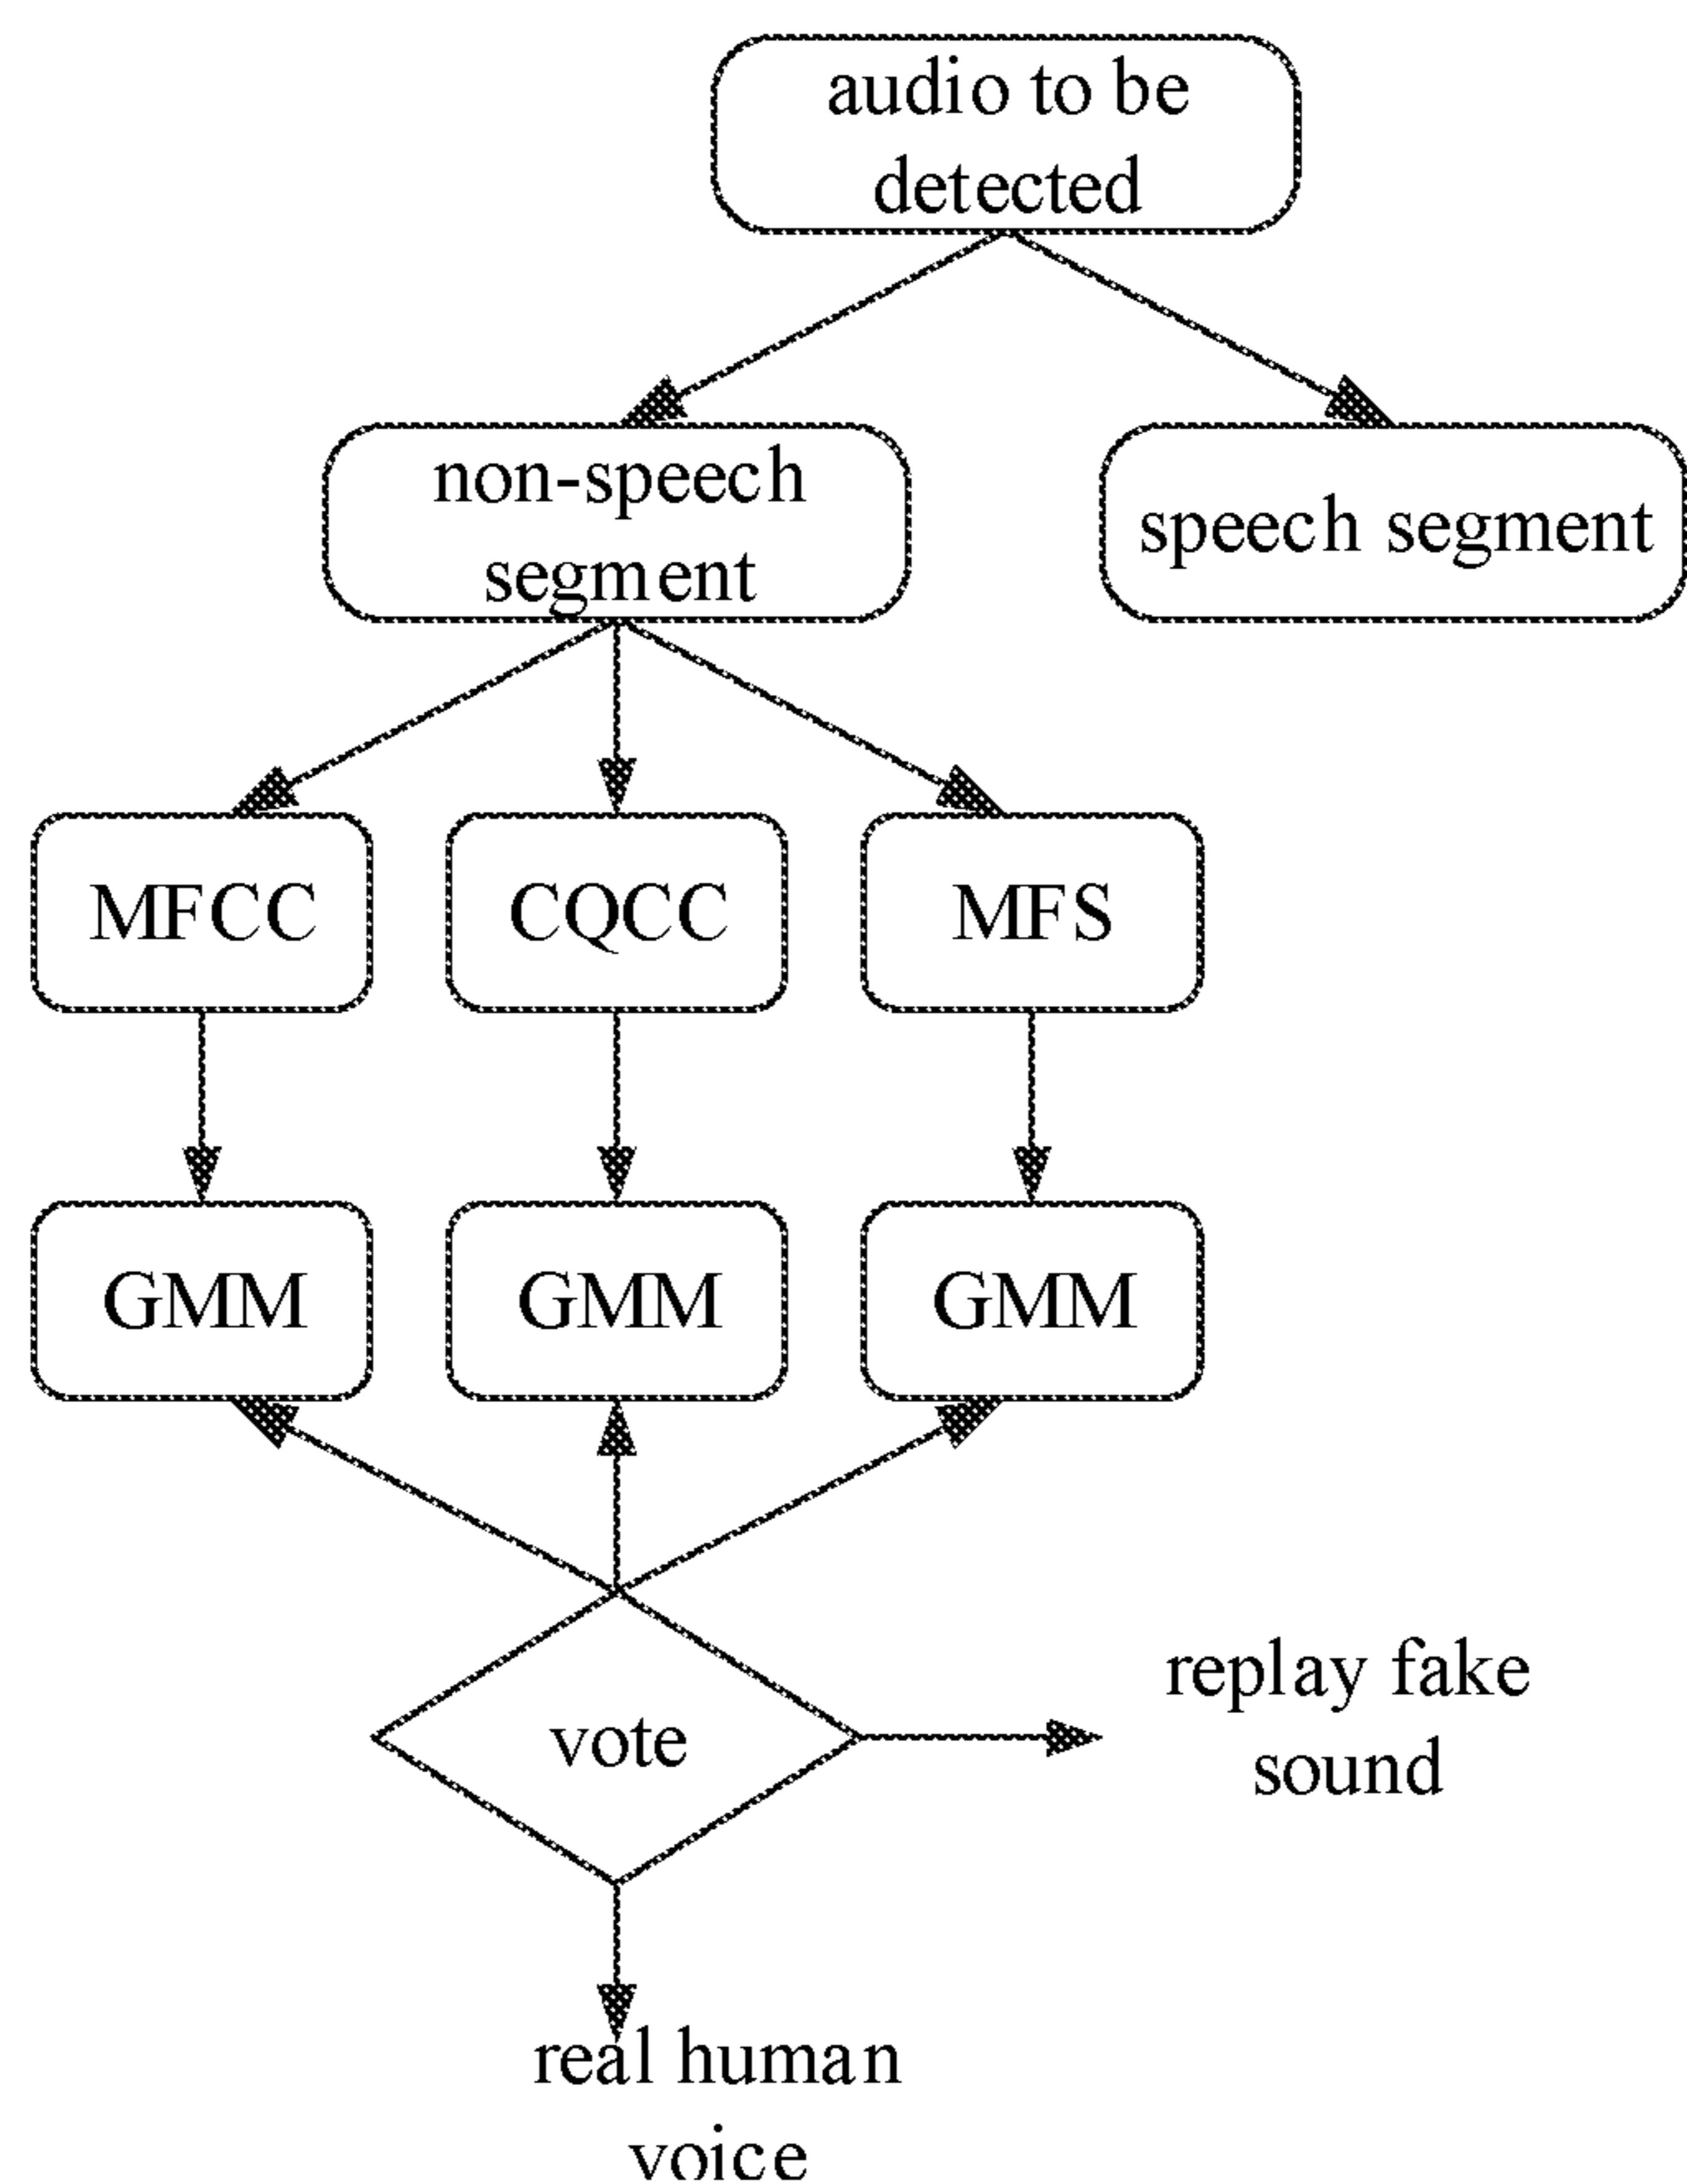 audio to be
detected
non-speech
segment
speech segment
MFCC
CQCC
MFS
GMM
GMM
GMM
vote
replay fake
sound
real human
voice